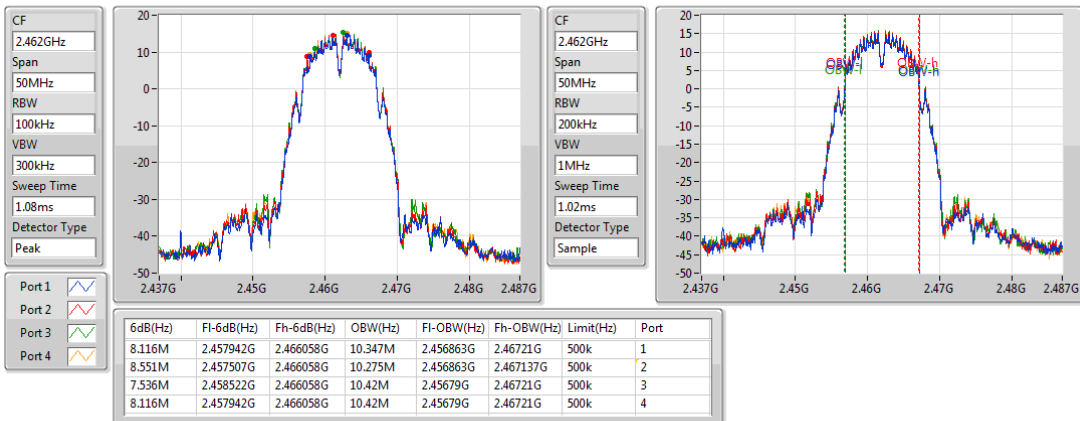 CF
2.462GHz
Span
50MHz
RBW
100kHz
VBW
300kHz
Sweep Time
1.08ms
Detector Type
Peak
20
10
0
-10
-20
-30
-40
-50
2.437G 2.45G 2.46G 2.47G 2.48G 2.487G
CF
2.462GHz
Span
50MHz
RBW
200kHz
VBW
1MHz
Sweep Time
1.02ms
Detector Type
Sample
20
15
10
5
0
-5
-10
-15
-20
-25
-30
-35
-40
-45
-50
OBW-l OBW-h
OBW-l OBW-h
2.437G 2.45G 2.46G 2.47G 2.48G 2.487G
Port 1
Port 2
Port 3
Port 4
6dB(Hz) Fl-6dB(Hz) Fh-6dB(Hz) OBW(Hz) Fl-OBW(Hz) Fh-OBW(Hz) Limit(Hz) Port
8.116M 2.457942G 2.466058G 10.347M 2.456863G 2.46721G 500k 1
8.551M 2.457507G 2.466058G 10.275M 2.456863G 2.467137G 500k 2
7.536M 2.458522G 2.466058G 10.42M 2.45679G 2.46721G 500k 3
8.116M 2.457942G 2.466058G 10.42M 2.45679G 2.46721G 500k 4